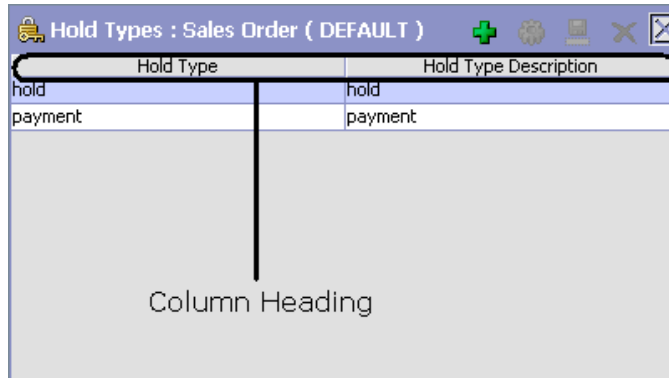 Hold Types : Sales Order ( DEFAULT )
Hold Type Hold Type Description
hold hold
payment payment
Column Heading